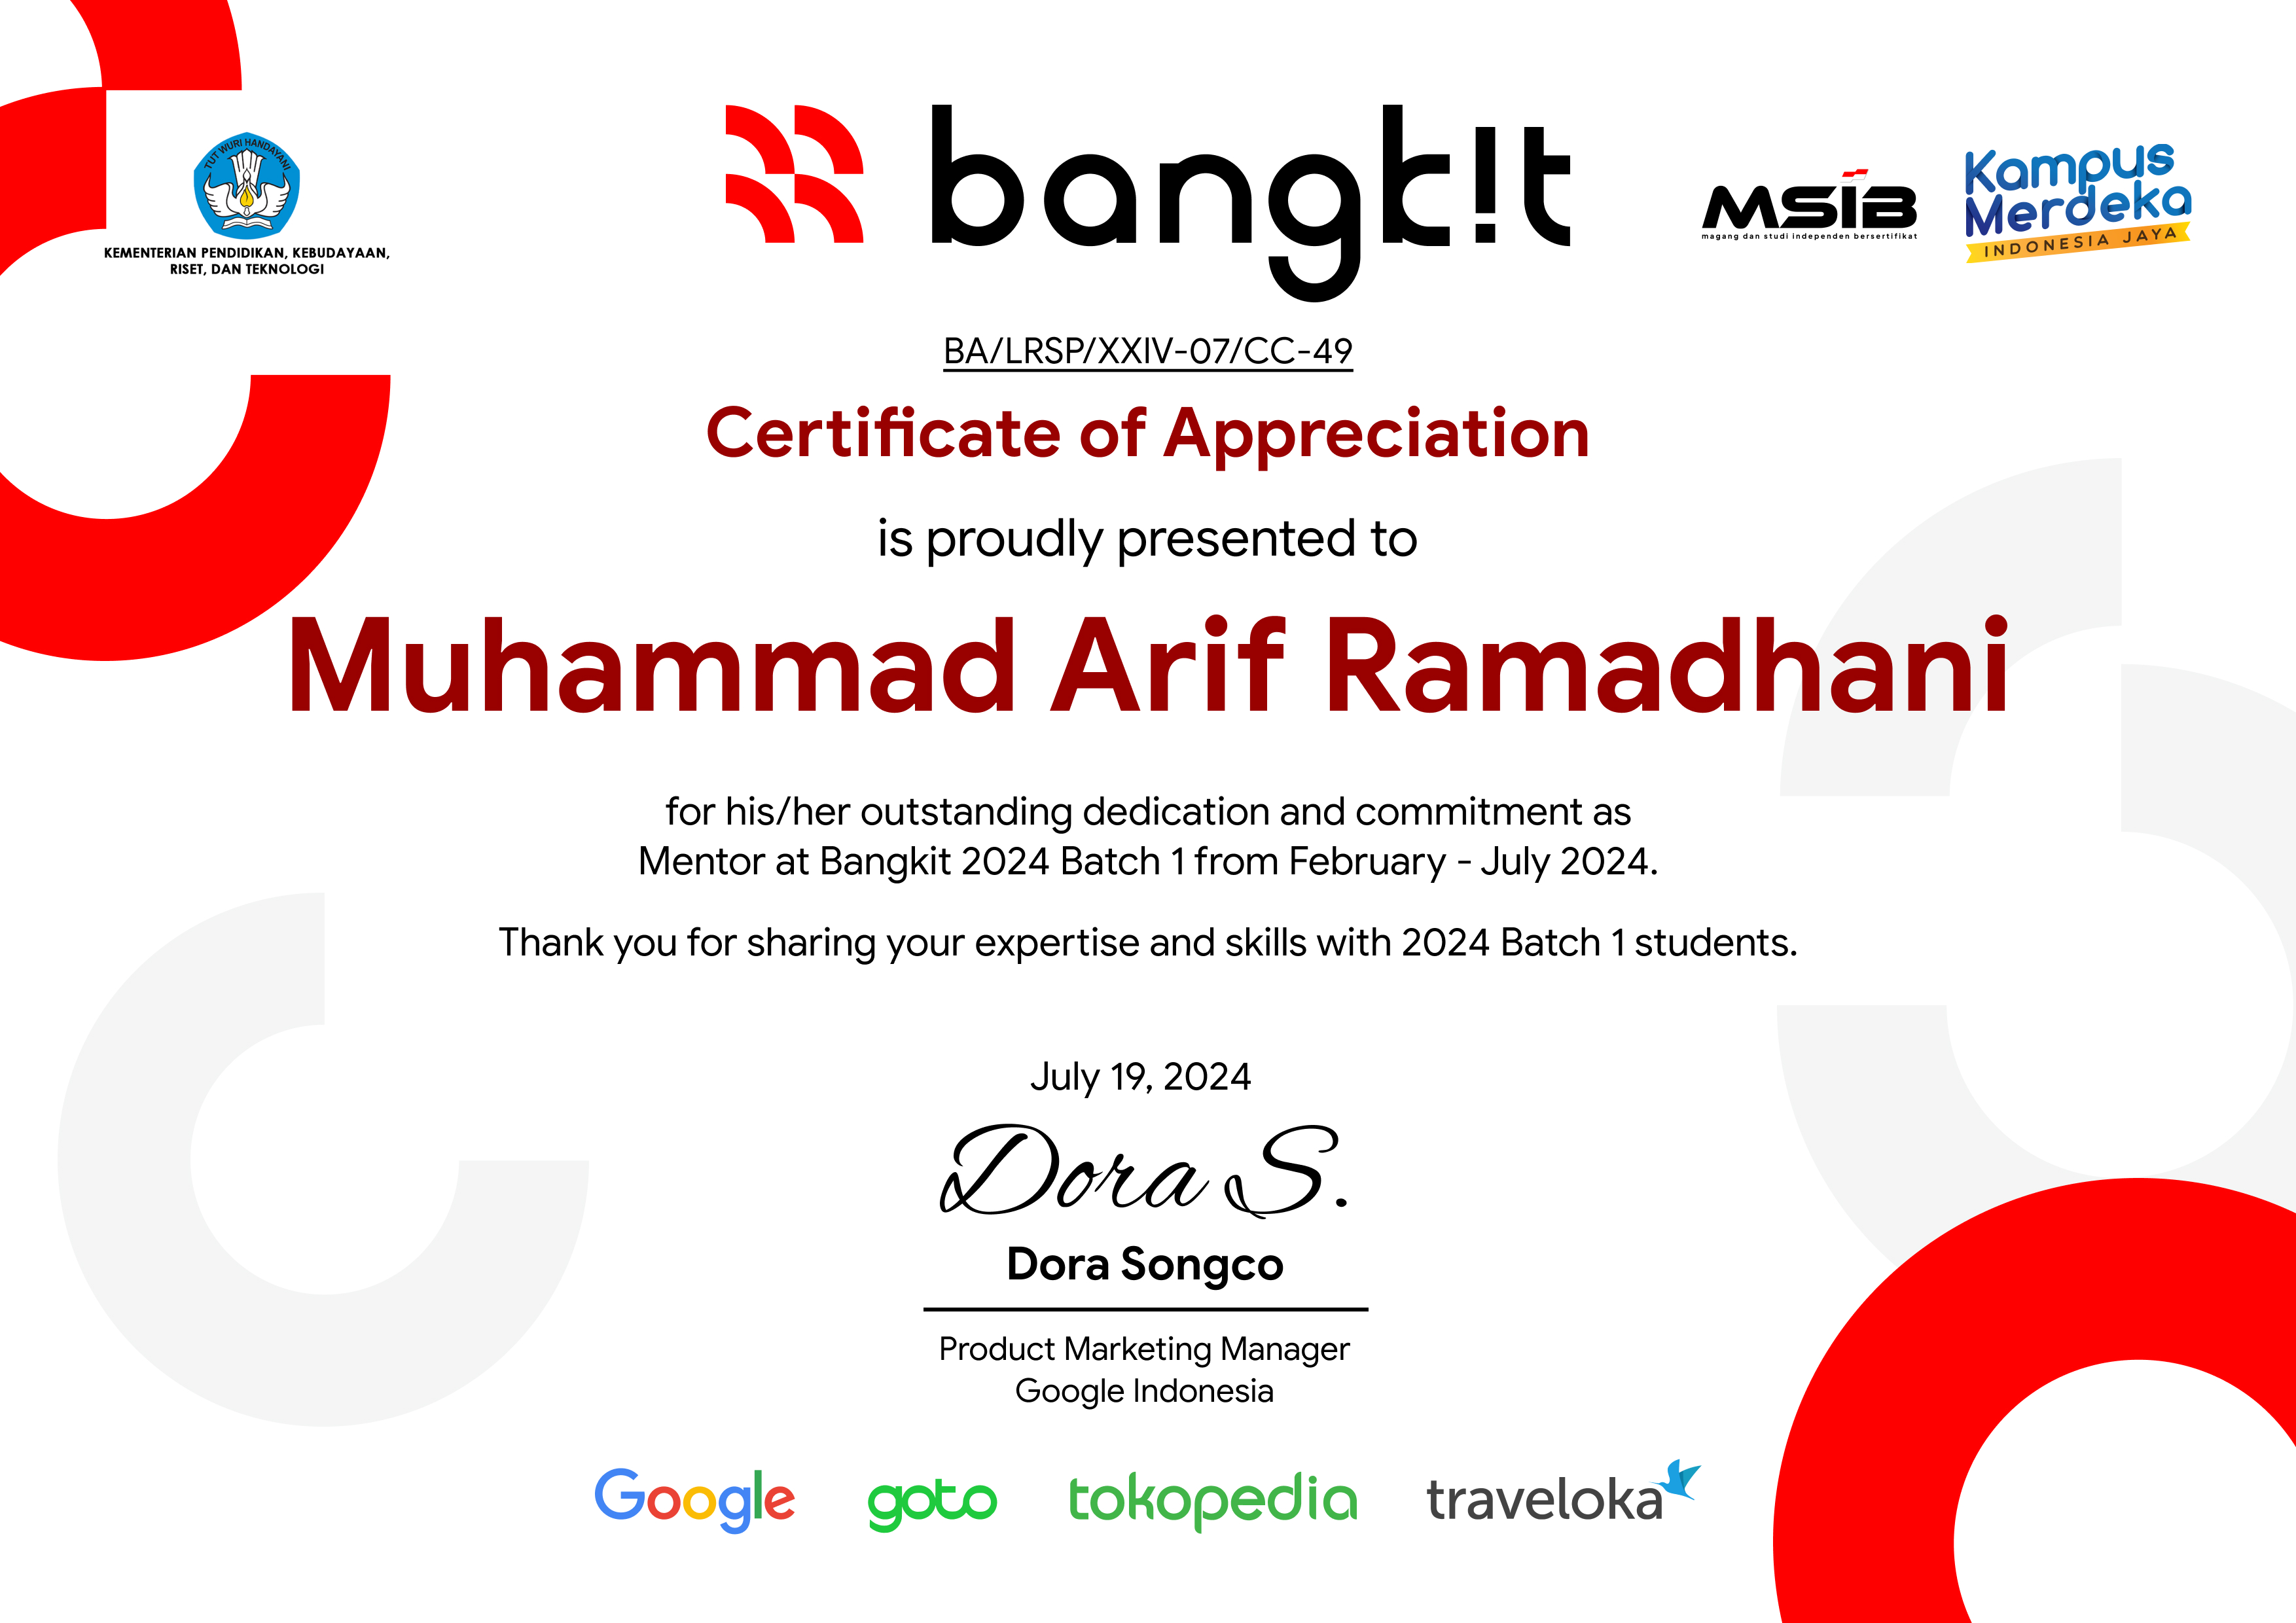 TUT WURI HANDAYANI
KEMENTERIAN PENDIDIKAN, KEBUDAYAAN,
RISET, DAN TEKNOLOGI
bangk!t
MSIB
magang dan studi independen bersertifikat
Kampus
Merdeka
INDONESIA JAYA
BA/LRSP/XXIV-07/CC-49
Certificate of Appreciation
is proudly presented to
Muhammad Arif Ramadhani
for his/her outstanding dedication and commitment as
Mentor at Bangkit 2024 Batch 1 from February - July 2024.
Thank you for sharing your expertise and skills with 2024 Batch 1 students.
July 19, 2024
Dora S.
Dora Songco
Product Marketing Manager
Google Indonesia
Google goto tokopedia traveloka